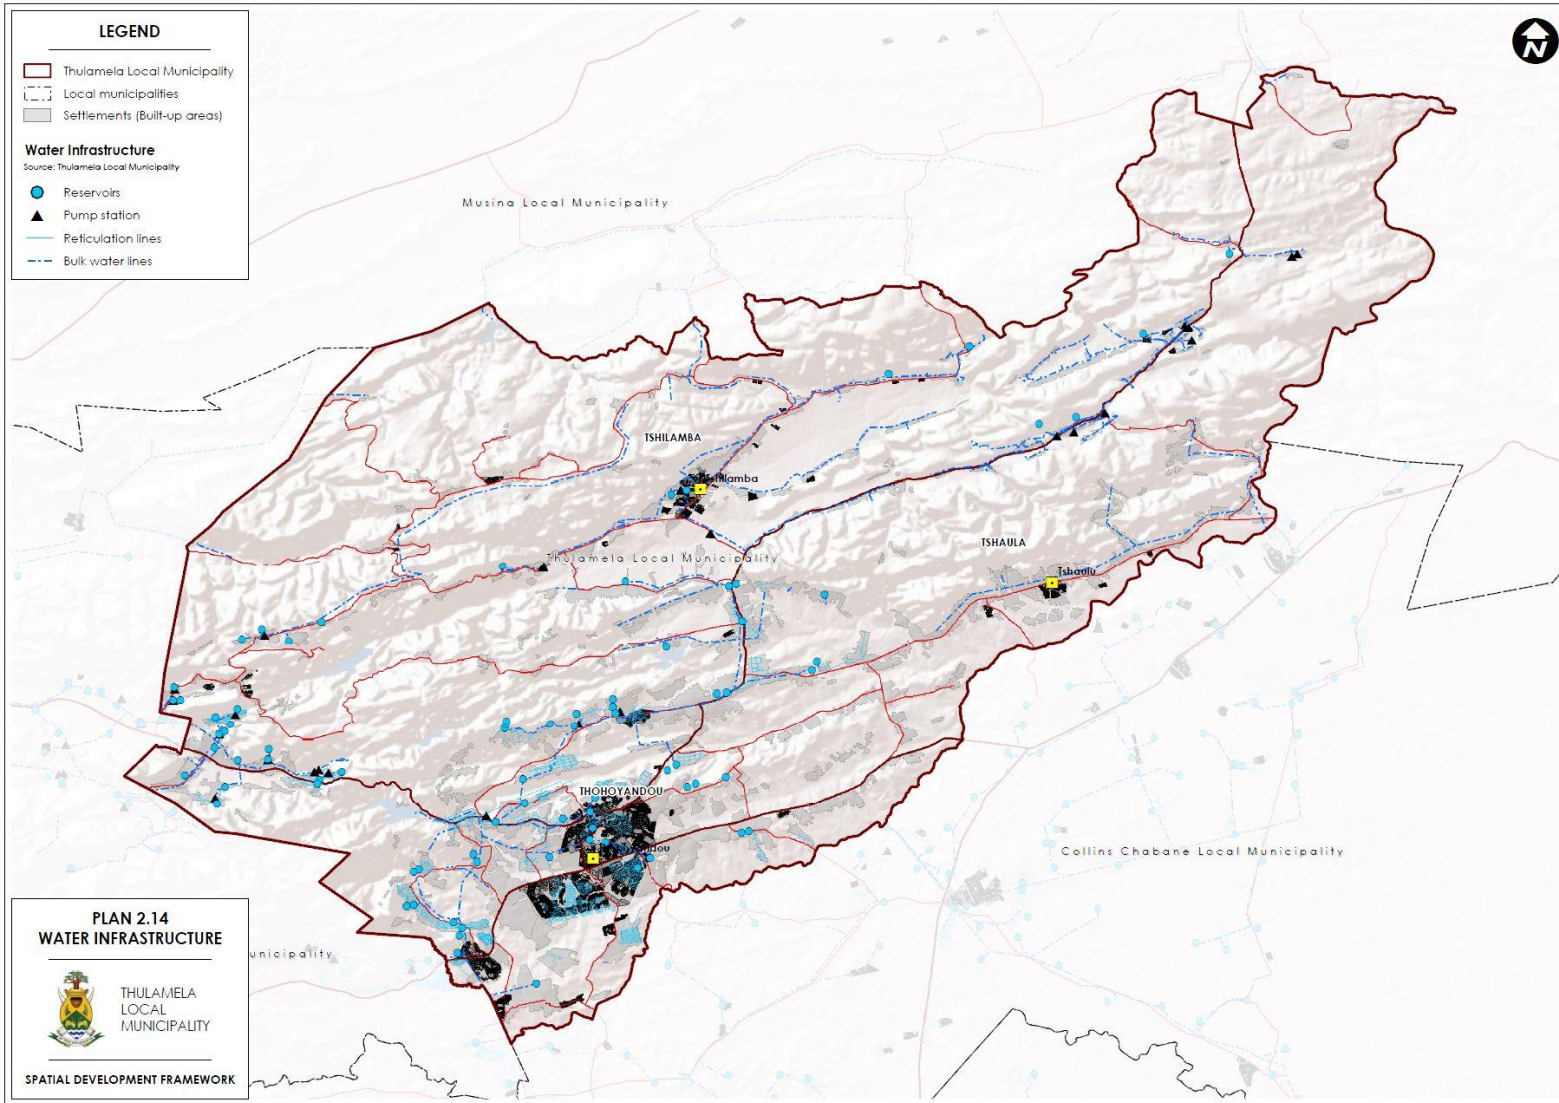 LEGEND
Thulamela Local Municipality
Local municipalities
Settlements (Built-up areas)
Water Infrastructure
Source: Thulamela Local Municipality
Reservoirs
Pump station
Reticulation lines
Bulk water lines
N
Musina Local Municipality
TSHILAMBA
Tshilamba
TSHAULA
Thulamela Local Municipality
Tshaulu
THOHOYANDOU
Collins Chabane Local Municipality
unicipality
PLAN 2.14
WATER INFRASTRUCTURE
THULAMELA
LOCAL
MUNICIPALITY
SPATIAL DEVELOPMENT FRAMEWORK